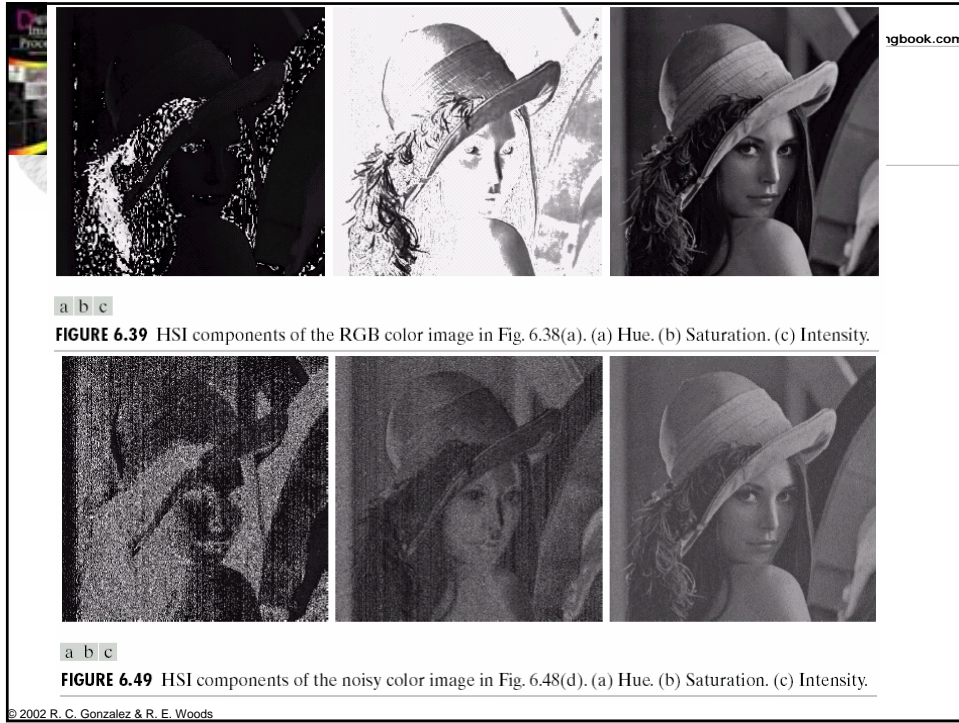 ngbook.com
a b c
FIGURE 6.39 HSI components of the RGB color image in Fig. 6.38(a). (a) Hue. (b) Saturation. (c) Intensity.
a b c
FIGURE 6.49 HSI components of the noisy color image in Fig. 6.48(d). (a) Hue. (b) Saturation. (c) Intensity.
© 2002 R. C. Gonzalez & R. E. Woods